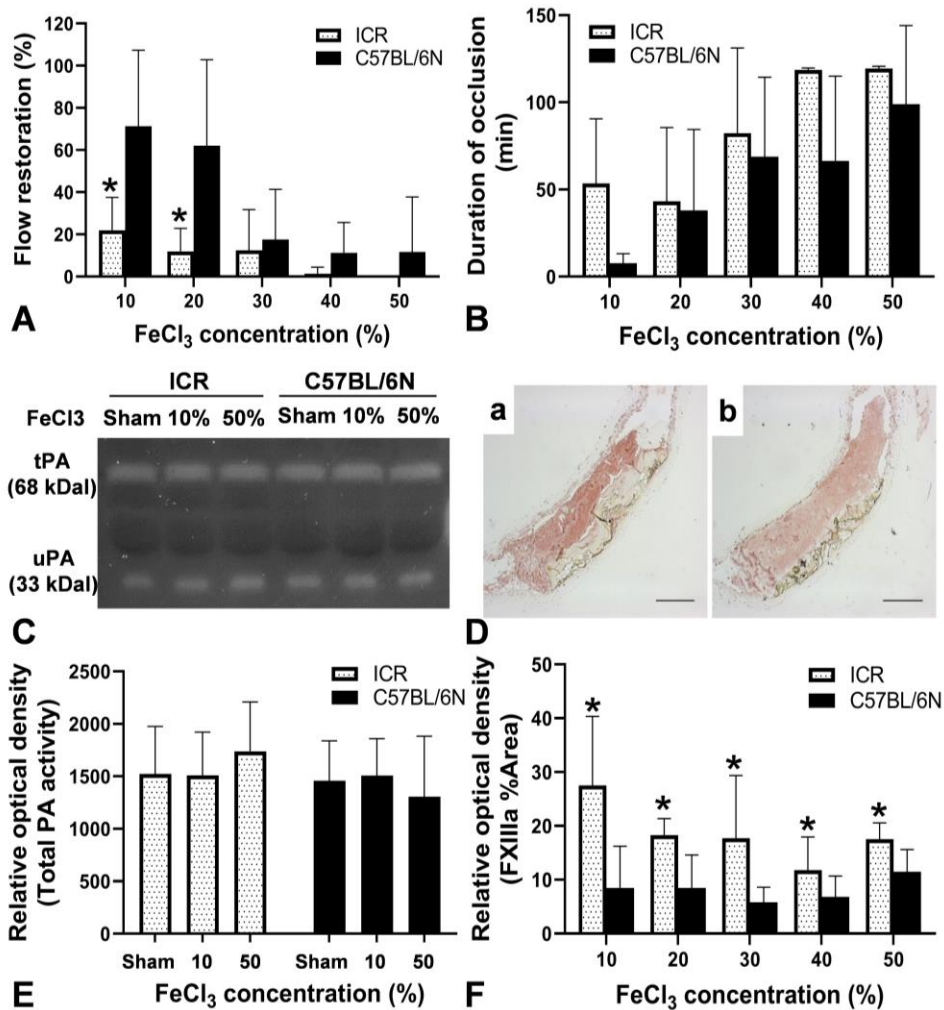 120
100
80
60
40
20
0
Flow restoration (%)
ICR
C57BL/6N
*
*
10 20 30 40 50
FeCl3 concentration (%)
A
150
100
50
0
Duration of occlusion
(min)
ICR
C57BL/6N
10 20 30 40 50
FeCl3 concentration (%)
B
ICR C57BL/6N
FeCl3 Sham 10% 50% Sham 10% 50%
tPA
(68 kDal)
uPA
(33 kDal)
C
a
b
D
2500
2000
1500
1000
500
0
Relative optical density
(Total PA activity)
ICR
C57BL/6N
Sham 10 50 Sham 10 50
FeCl3 concentration (%)
E
50
40
30
20
10
0
Relative optical density
(FXIIIa %Area)
ICR
C57BL/6N
*
*
*
*
*
10 20 30 40 50
FeCl3 concentration (%)
F